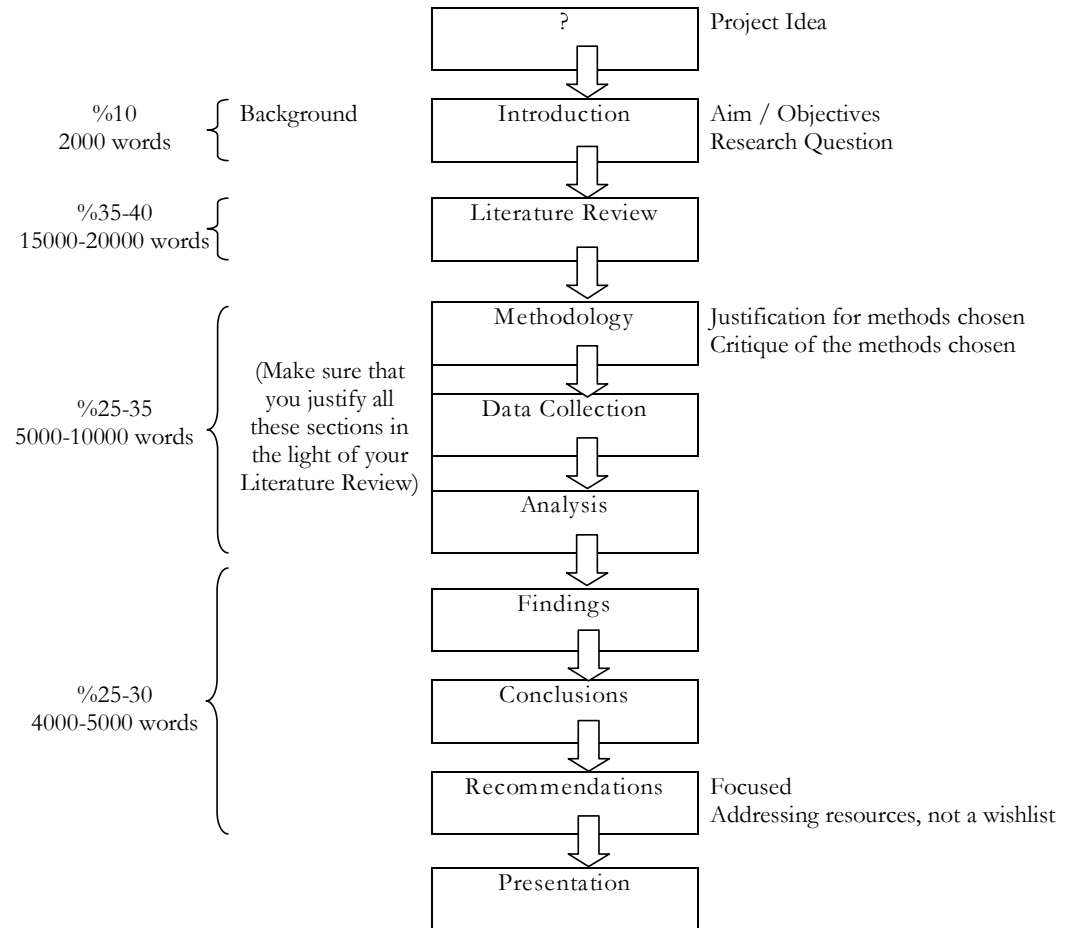 ?
Project Idea
%10
2000 words
Background
Introduction
Aim / Objectives
Research Question
%35-40
15000-20000 words
Literature Review
%25-35
5000-10000 words
(Make sure that
you justify all
these sections in
the light of your
Literature Review)
Methodology
Justification for methods chosen
Critique of the methods chosen
Data Collection
Analysis
%25-30
4000-5000 words
Findings
Conclusions
Recommendations
Focused
Addressing resources, not a wishlist
Presentation